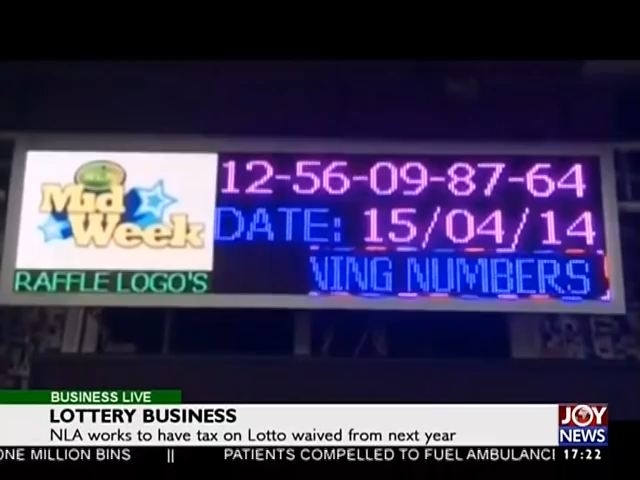 Mid
Week
RAFFLE LOGO'S
12-56-09-87-64
DATE: 15/04/14
NING NUMBERS
BUSINESS LIVE
LOTTERY BUSINESS
NLA works to have tax on Lotto waived from next year
JOY
NEWS
ONE MILLION BINS || PATIENTS COMPELLED TO FUEL AMBULANCI
17:22